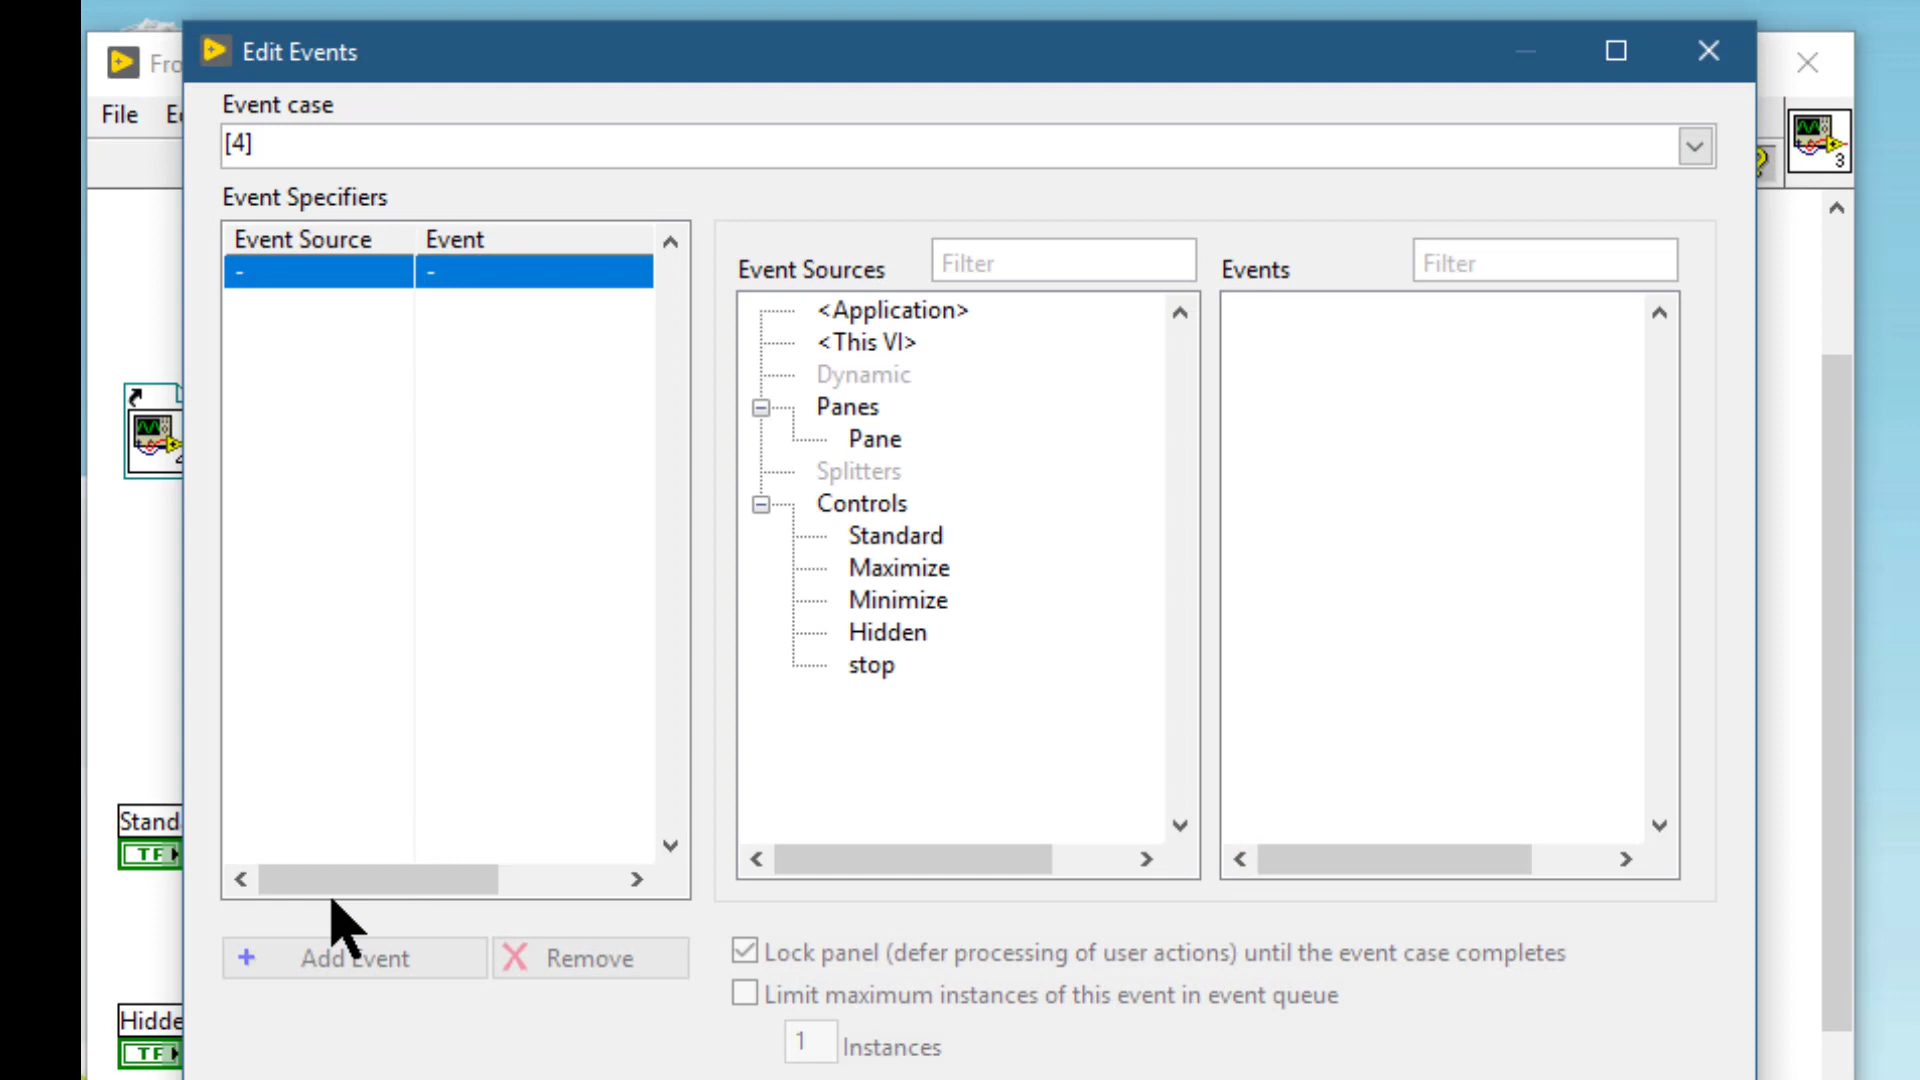 Edit Events
Fro
File
Event case
[4]
3
Event Specifiers
Event Source Event
- -
Event Sources
Filter
Events
Filter
<Application>
<This VI>
Dynamic
Panes
Pane
Splitters
Controls
Standard
Maximize
Minimize
Hidden
stop
Stand
TF
Add Event
Remove
Lock panel (defer processing of user actions) until the event case completes
Limit maximum instances of this event in event queue
Hidde
TF
1
Instances